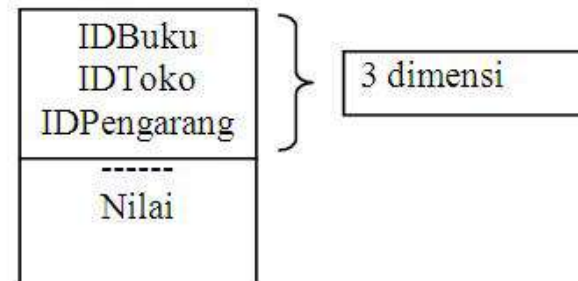 IDBuku
IDToko
IDPengarang
3 dimensi
------
Nilai